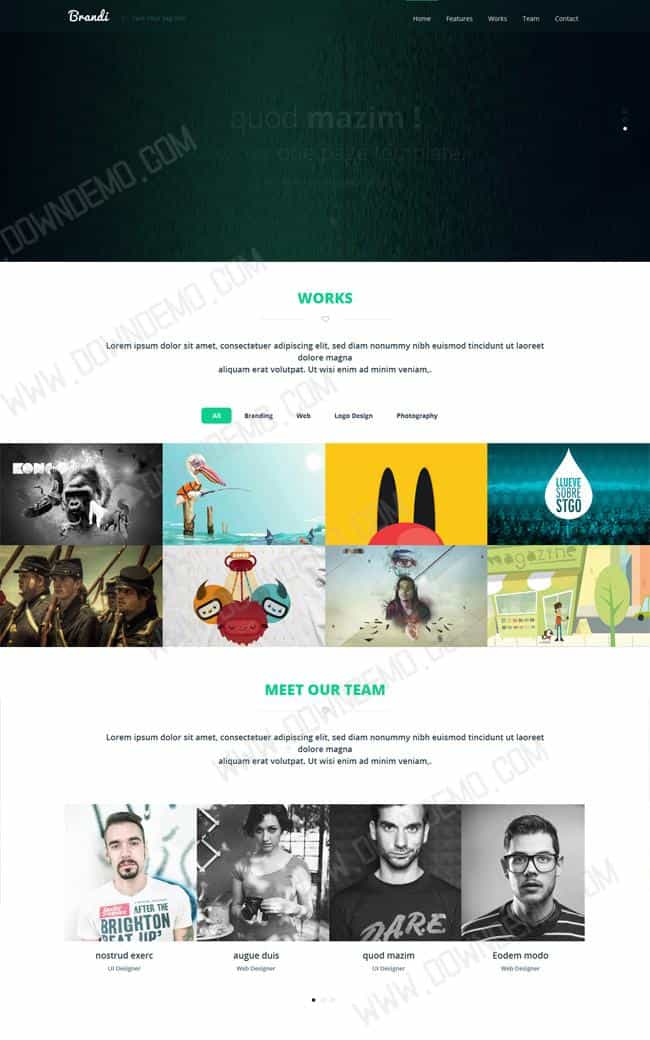 Brandi
Home Features Works Team Contact
quod mazim !
one page template
WORKS
Lorem ipsum dolor sit amet, consectetuer adipiscing elit, sed diam nonummy nibh euismod tincidunt ut laoreet
dolore magna
aliquam erat volutpat. Ut wisi enim ad minim veniam,.
All Branding Web Logo Design Photography
KONG
LLUEVE
SOBRE
STGO
magazine
MEET OUR TEAM
Lorem ipsum dolor sit amet, consectetuer adipiscing elit, sed diam nonummy nibh euismod tincidunt ut laoreet
dolore magna
aliquam erat volutpat. Ut wisi enim ad minim veniam,.
AFTER THE
BRIGHTON
BEAT UP'
DARE
nostrud exerc augue duis quod mazim Eodem modo
UI Designer Web Designer UI Designer Web Designer
WWW.DOWNDEMO.COM